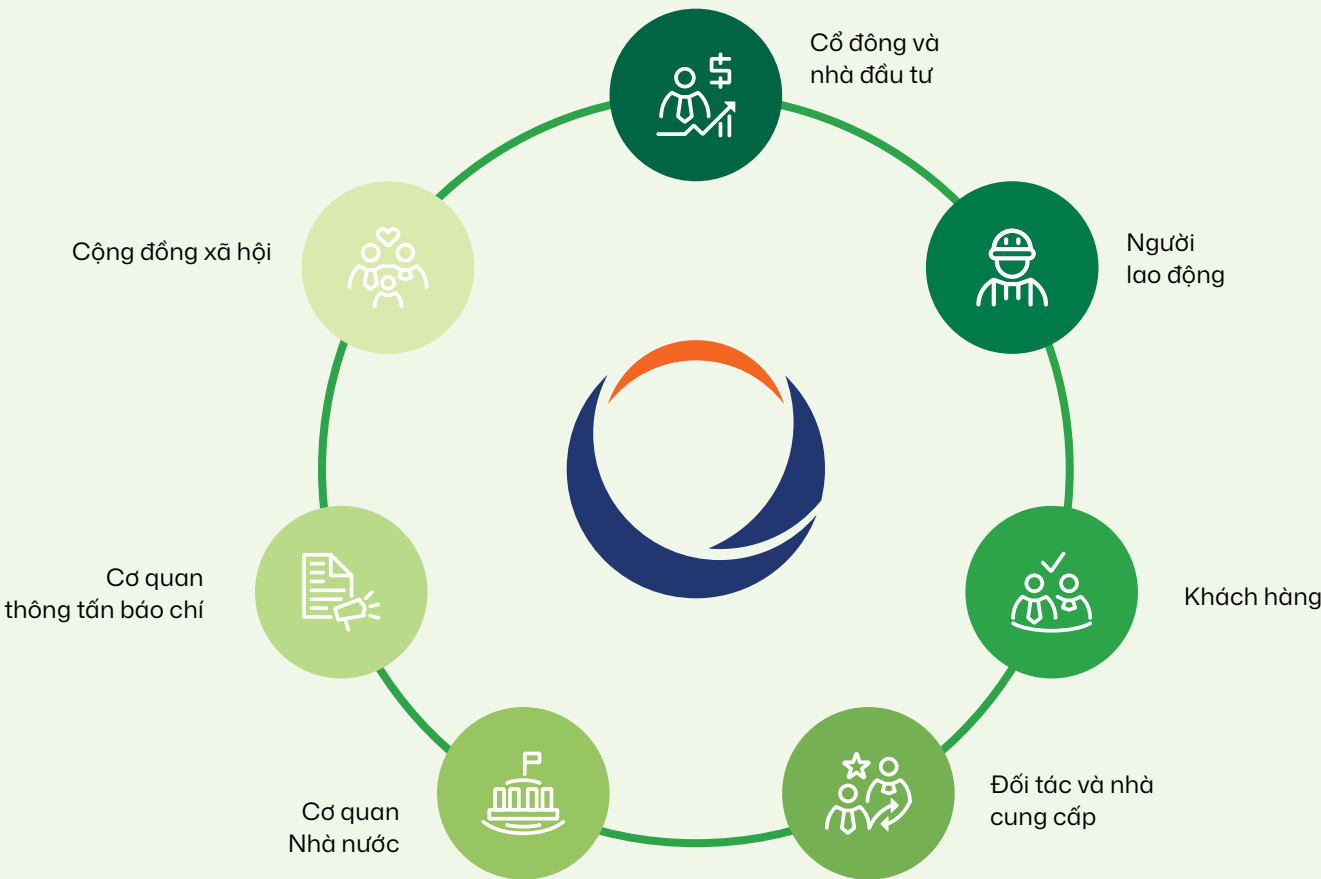 Cổ đông và
nhà đầu tư
Người
lao động
Khách hàng
Đối tác và nhà
cung cấp
Cơ quan
Nhà nước
Cơ quan
thông tấn báo chí
Cộng đồng xã hội